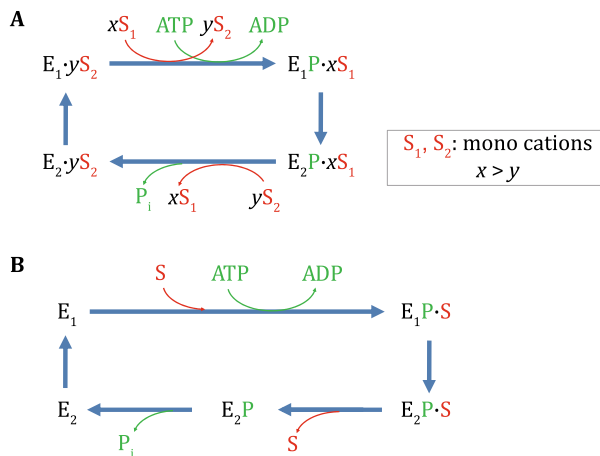 A
xS₁ ATP yS₂ ADP
E₁·yS₂ E₁P·xS₁
E₂·yS₂ E₂P·xS₁
Pᵢ xS₁ yS₂
S₁, S₂: mono cations
x > y
B
S ATP ADP
E₁ E₁P·S
E₂ E₂P E₂P·S
Pᵢ S